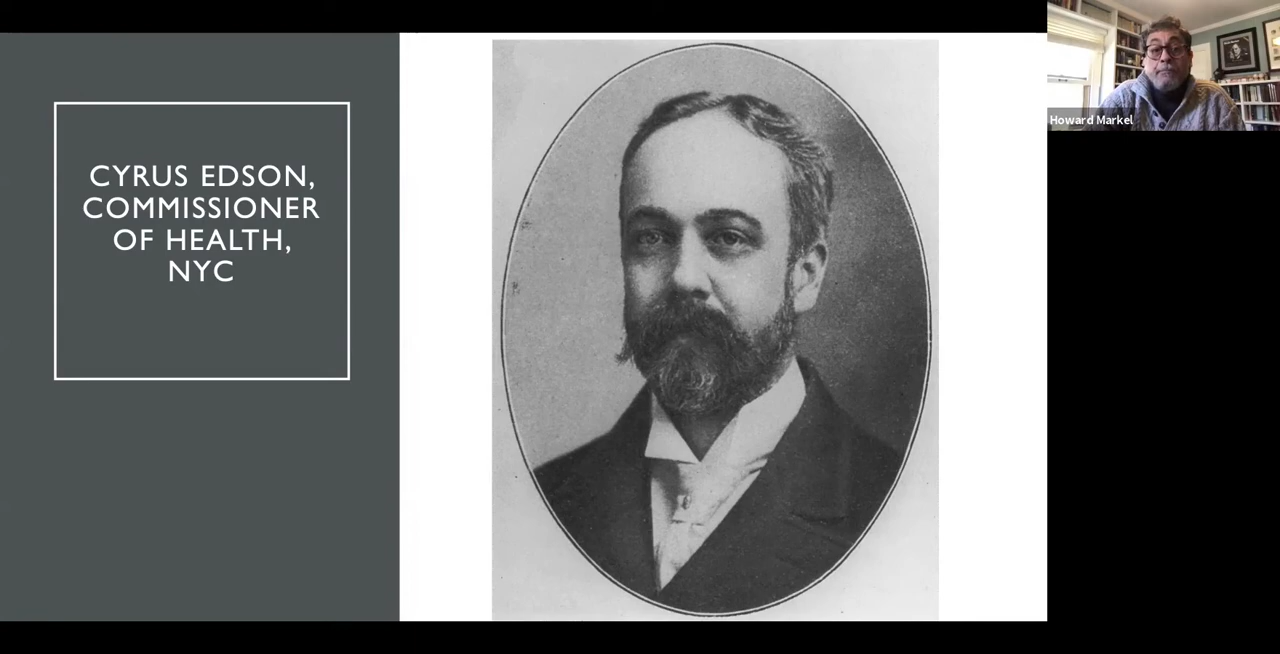 CYRUS EDSON,
COMMISSIONER
OF HEALTH,
NYC
Howard Markel